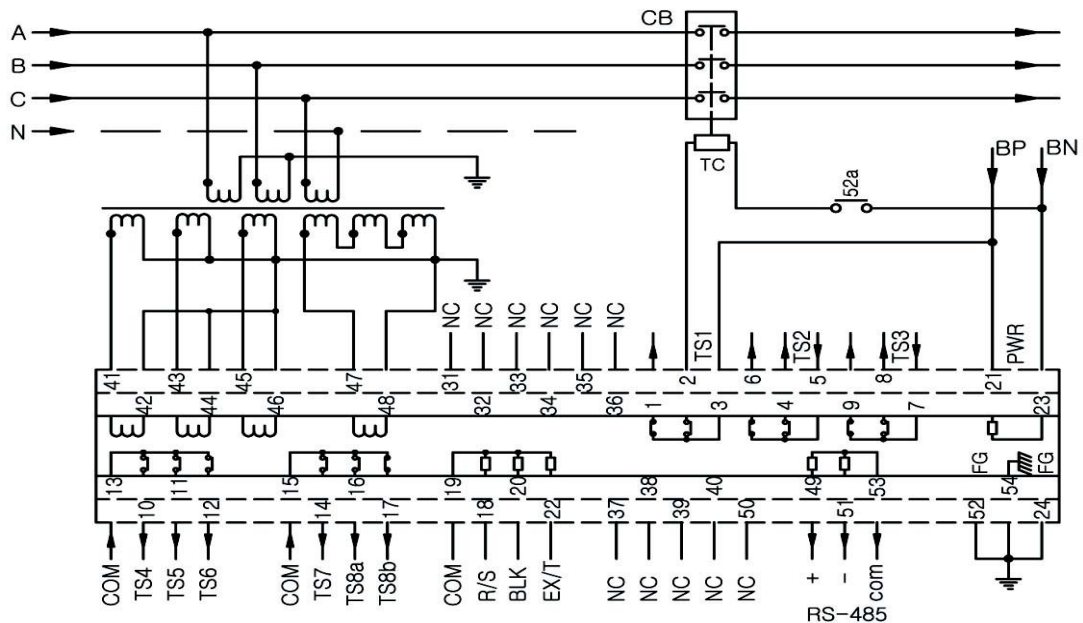 A
CB
B
C
N
TC
52a
BP
BN
NC
NC
NC
NC
NC
NC
TS1
TS2
TS3
PWR
41
43
45
47
31
33
35
2
6
5
8
21
42
44
46
48
32
34
36
1
3
4
9
7
23
FG
FG
13
11
15
16
19
20
38
40
49
53
54
10
12
14
17
18
22
37
39
50
51
52
24
COM
TS4
TS5
TS6
COM
TS7
TS8a
TS8b
COM
R/S
BLK
EX/T
NC
NC
NC
NC
NC
+
-
com
RS-485